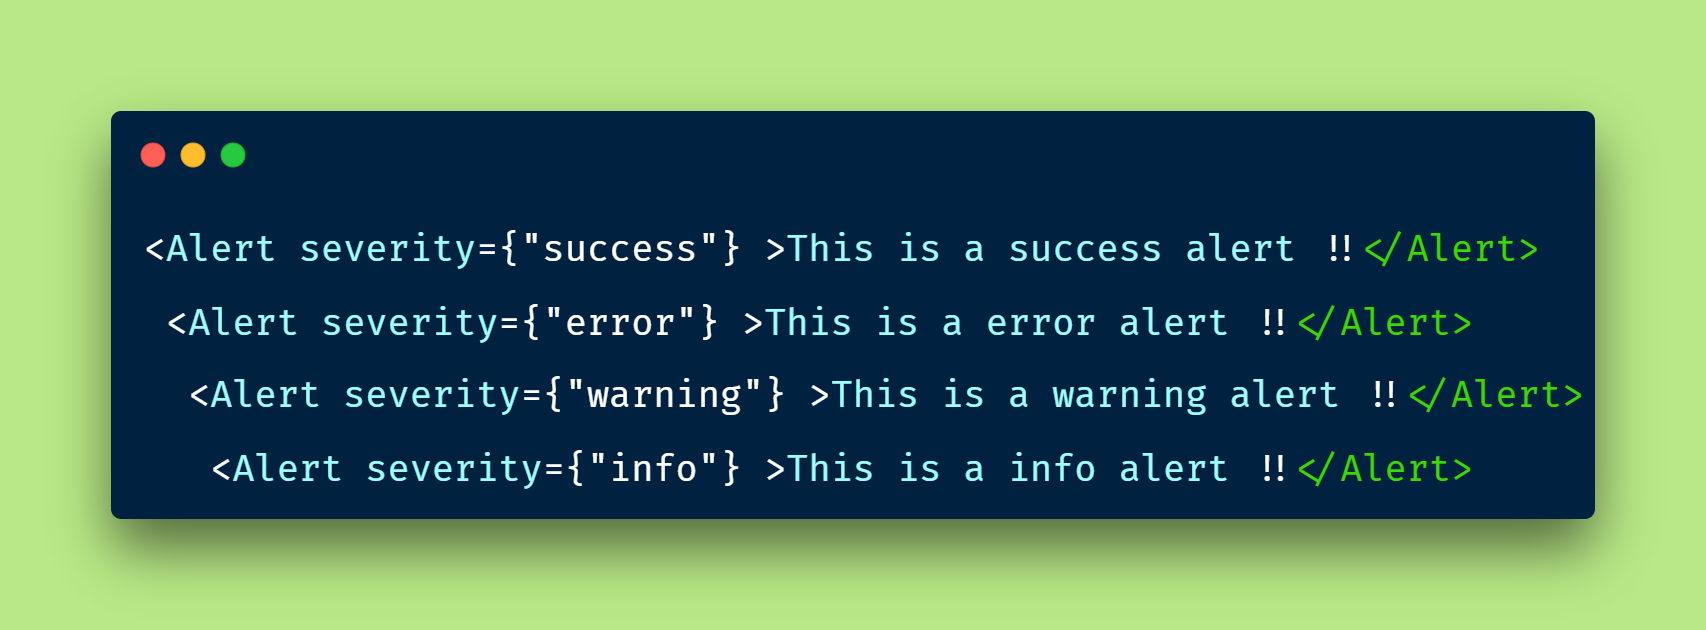 <Alert severity={"success"} >This is a success alert !!</Alert>
<Alert severity={"error"} >This is a error alert !!</Alert>
<Alert severity={"warning"} >This is a warning alert !!</Alert>
<Alert severity={"info"} >This is a info alert !!</Alert>